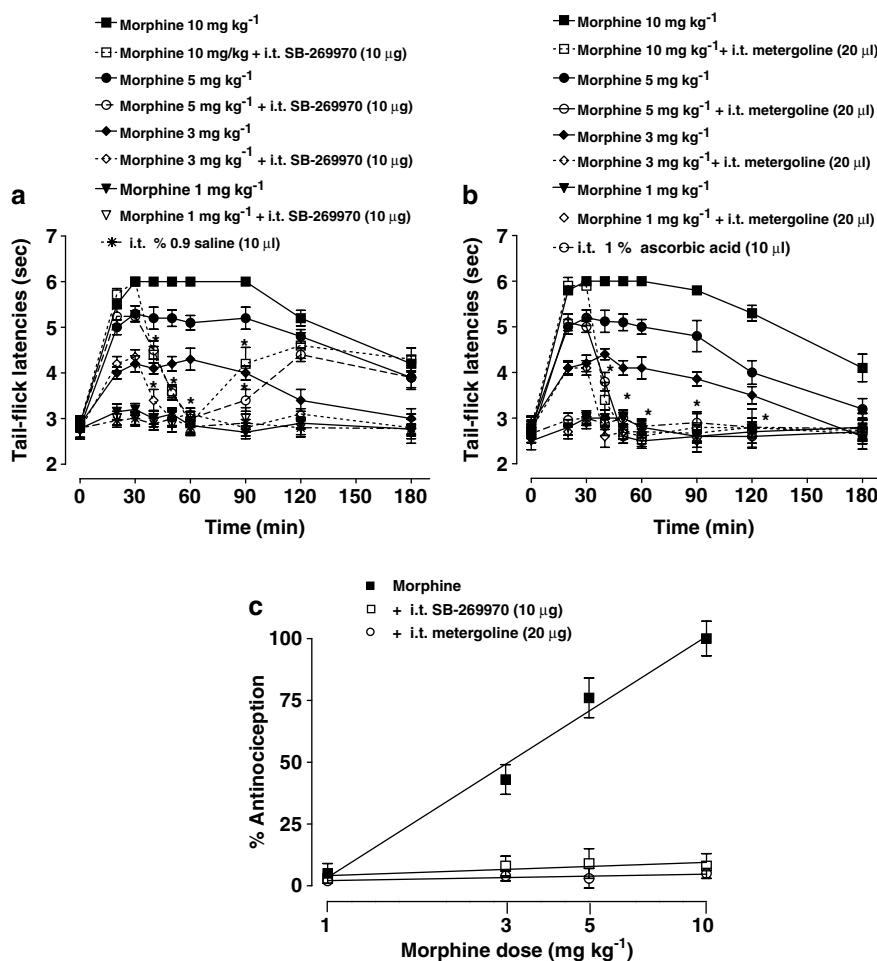 Morphine 10 mg kg⁻¹
Morphine 10 mg/kg + i.t. SB-269970 (10 μg)
Morphine 5 mg kg⁻¹
Morphine 5 mg kg⁻¹ + i.t. SB-269970 (10 μg)
Morphine 3 mg kg⁻¹
Morphine 3 mg kg⁻¹ + i.t. SB-269970 (10 μg)
Morphine 1 mg kg⁻¹
Morphine 1 mg kg⁻¹ + i.t. SB-269970 (10 μg)
i.t. % 0.9 saline (10 μl)
a
Tail-flick latencies (sec)
7
6
5
4
3
2
* * * * * *
0 30 60 90 120 150 180
Time (min)
Morphine 10 mg kg⁻¹
Morphine 10 mg kg⁻¹+ i.t. metergoline (20 μl)
Morphine 5 mg kg⁻¹
Morphine 5 mg kg⁻¹ + i.t. metergoline (20 μl)
Morphine 3 mg kg⁻¹
Morphine 3 mg kg⁻¹+ i.t. metergoline (20 μl)
Morphine 1 mg kg⁻¹
Morphine 1 mg kg⁻¹ + i.t. metergoline (20 μl)
i.t. 1 % ascorbic acid (10 μl)
b
Tail-flick latencies (sec)
7
6
5
4
3
2
* * * * *
0 30 60 90 120 150 180
Time (min)
c
Morphine
+ i.t. SB-269970 (10 μg)
+ i.t. metergoline (20 μg)
% Antinociception
100
75
50
25
0
1 3 5 10
Morphine dose (mg kg⁻¹)